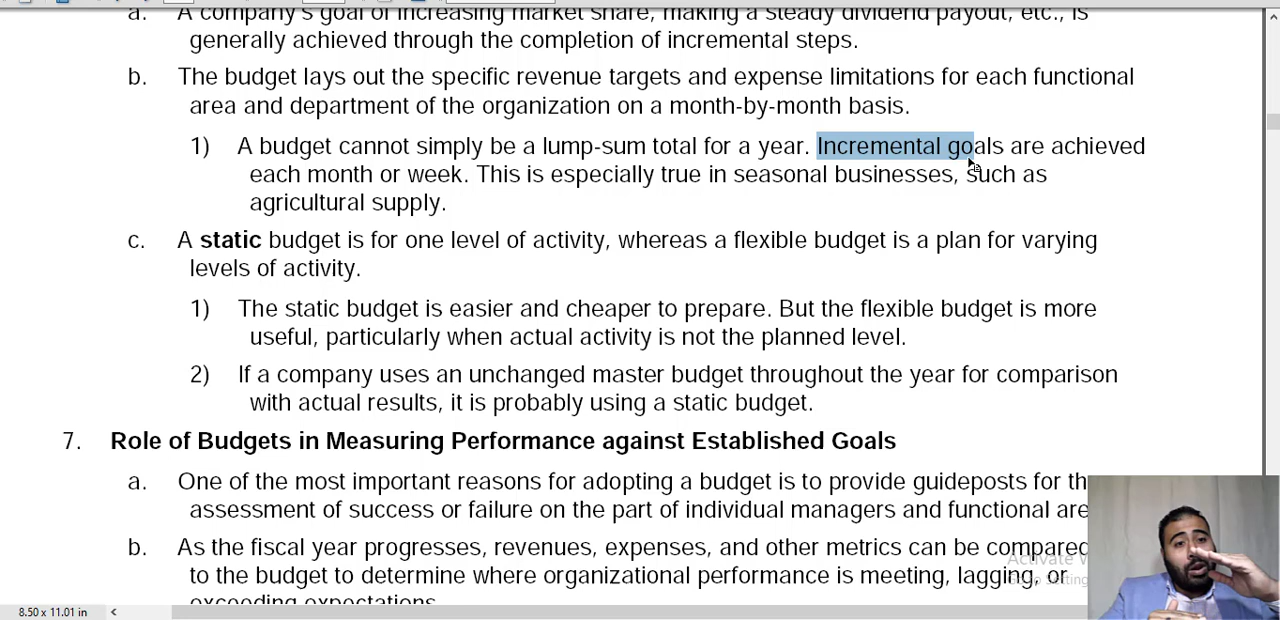 a. A company's goal of increasing market share, making a steady dividend payout, etc., is
generally achieved through the completion of incremental steps.
b. The budget lays out the specific revenue targets and expense limitations for each functional
area and department of the organization on a month-by-month basis.
1) A budget cannot simply be a lump-sum total for a year. Incremental goals are achieved
each month or week. This is especially true in seasonal businesses, such as
agricultural supply.
c. A static budget is for one level of activity, whereas a flexible budget is a plan for varying
levels of activity.
1) The static budget is easier and cheaper to prepare. But the flexible budget is more
useful, particularly when actual activity is not the planned level.
2) If a company uses an unchanged master budget throughout the year for comparison
with actual results, it is probably using a static budget.
7. Role of Budgets in Measuring Performance against Established Goals
a. One of the most important reasons for adopting a budget is to provide guideposts for th
assessment of success or failure on the part of individual managers and functional are
b. As the fiscal year progresses, revenues, expenses, and other metrics can be compared
to the budget to determine where organizational performance is meeting, lagging, or
exceeding expectations
Activate
8.50 x 11.01 in